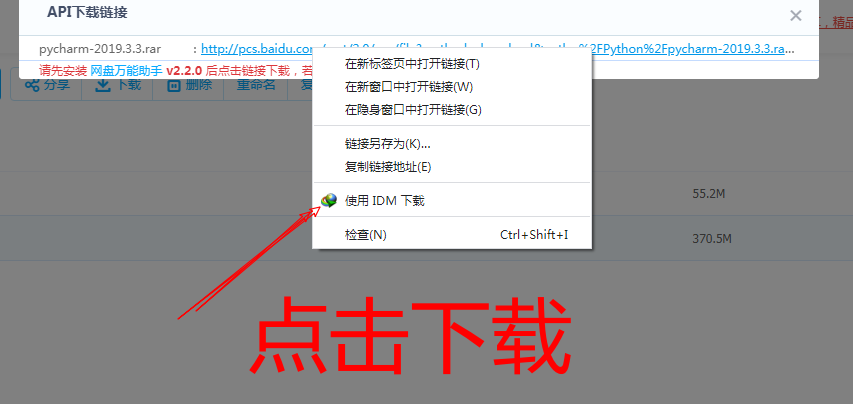 API下载链接
，精品
pycharm-2019.3.3.rar : http://pcs.baidu.com
%2FPython%2Fpycharm-2019.3.3.ra...
请先安装 网盘万能助手 v2.2.0 后点击链接下载，若
分享 下载 删除 重命名 复
在新标签页中打开链接(T)
在新窗口中打开链接(W)
在隐身窗口中打开链接(G)
链接另存为(K)...
复制链接地址(E)
使用 IDM 下载
检查(N) Ctrl+Shift+I
55.2M
370.5M
点击下载